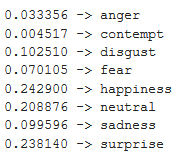 0.033356 -> anger
0.004517 -> contempt
0.102510 -> disgust
0.070105 -> fear
0.242900 -> happiness
0.208876 -> neutral
0.099596 -> sadness
0.238140 -> surprise